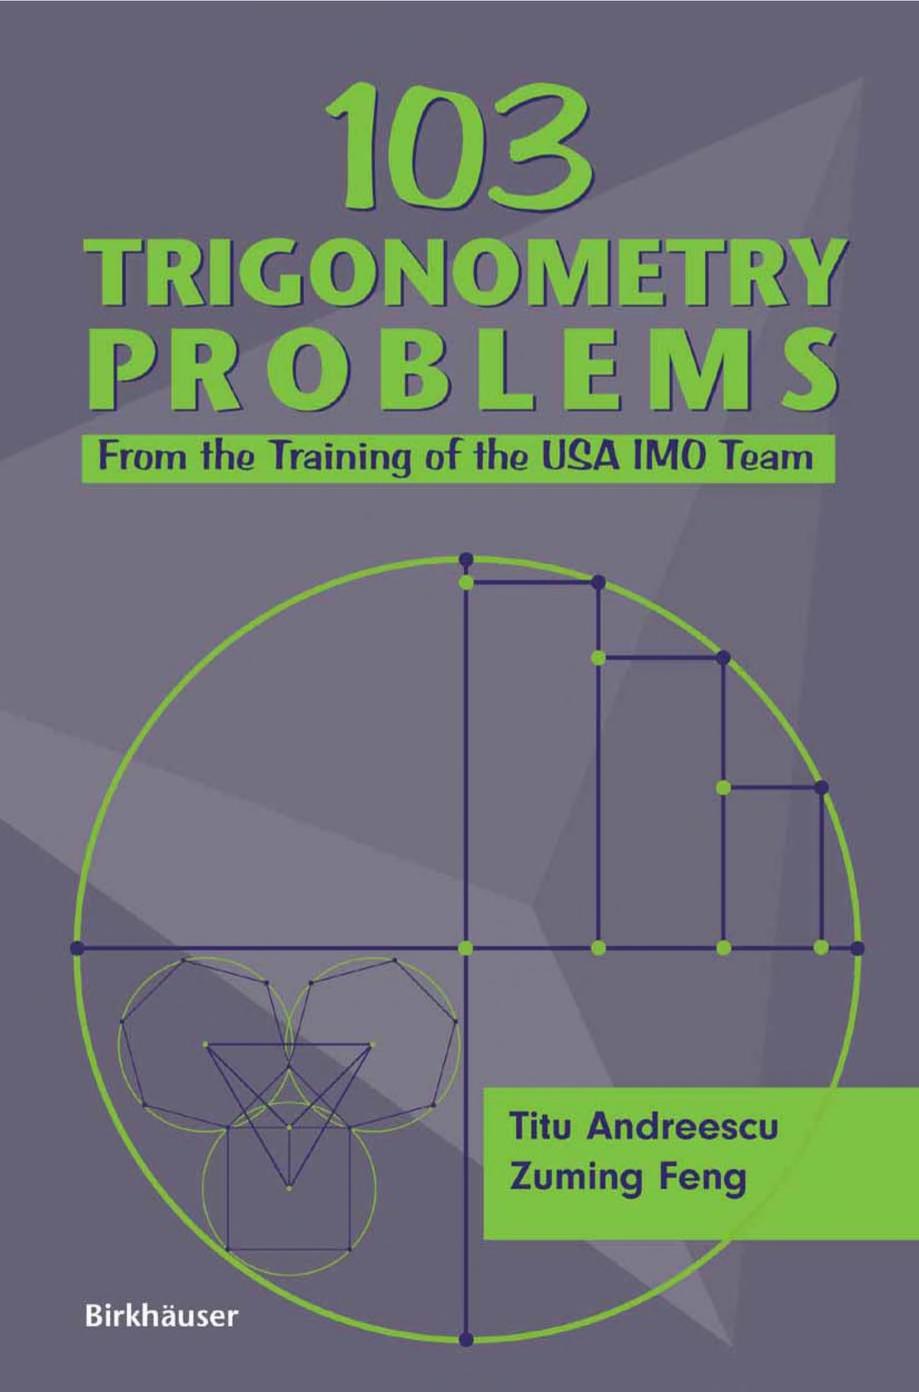 103
TRIGONOMETRY
PROBLEMS
From the Training of the USA IMO Team
Titu Andreescu
Zuming Feng
Birkhäuser